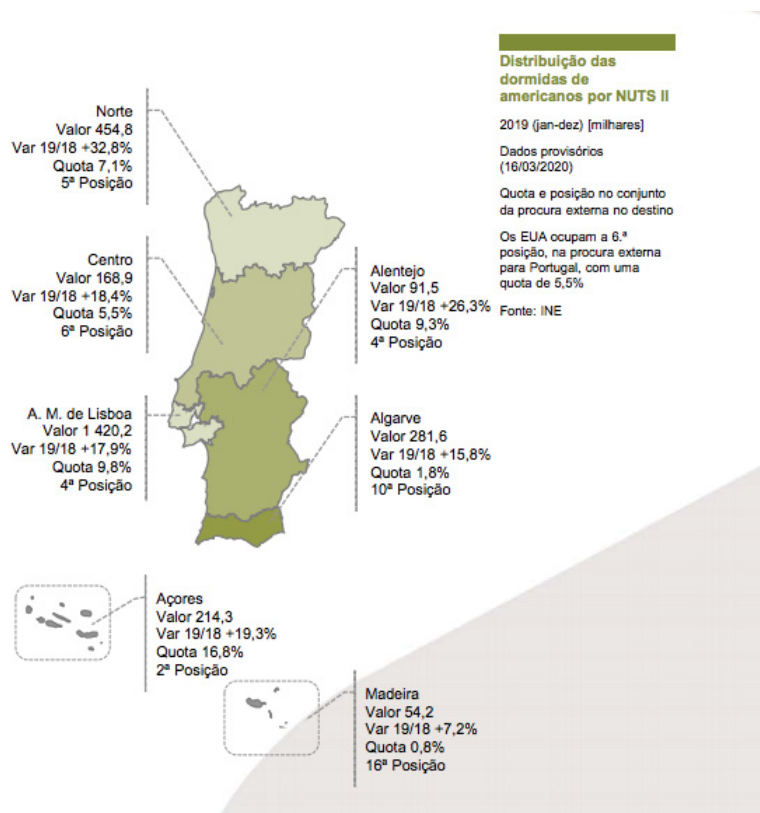 Distribuição das
dormidas de
americanos por NUTS II
2019 (jan-dez) [milhares]
Dados provisórios
(16/03/2020)
Quota e posição no conjunto
da procura externa no destino
Os EUA ocupam a 6.ª
posição, na procura externa
para Portugal, com uma
quota de 5,5%
Fonte: INE
Norte
Valor 454,8
Var 19/18 +32,8%
Quota 7,1%
5ª Posição
Centro
Valor 168,9
Var 19/18 +18,4%
Quota 5,5%
6ª Posição
Alentejo
Valor 91,5
Var 19/18 +26,3%
Quota 9,3%
4ª Posição
A. M. de Lisboa
Valor 1 420,2
Var 19/18 +17,9%
Quota 9,8%
4ª Posição
Algarve
Valor 281,6
Var 19/18 +15,8%
Quota 1,8%
10ª Posição
Açores
Valor 214,3
Var 19/18 +19,3%
Quota 16,8%
2ª Posição
Madeira
Valor 54,2
Var 19/18 +7,2%
Quota 0,8%
16ª Posição